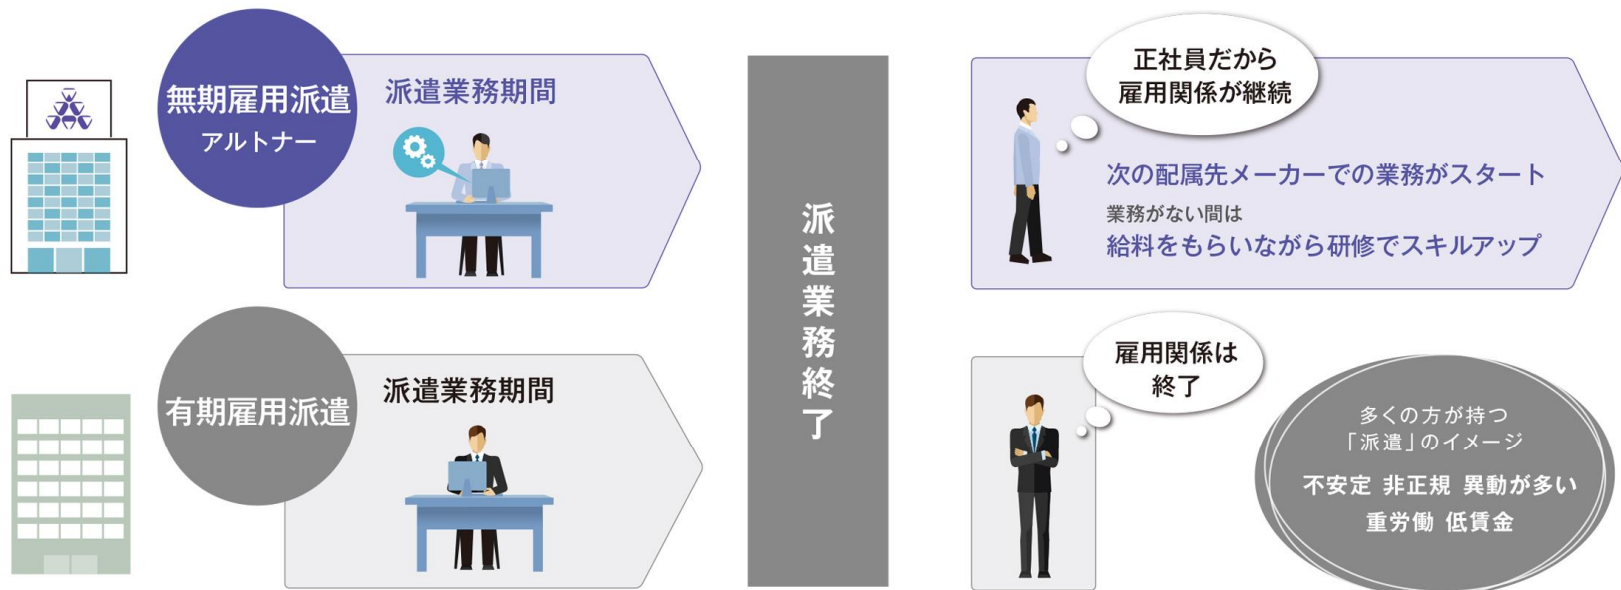 無期雇用派遣
アルトナー
派遣業務期間
派遣業務終了
正社員だから
雇用関係が継続
次の配属先メーカーでの業務がスタート
業務がない間は
給料をもらいながら研修でスキルアップ
有期雇用派遣
派遣業務期間
雇用関係は
終了
多くの方が持つ
「派遣」のイメージ
不安定 非正規 異動が多い
重労働 低賃金